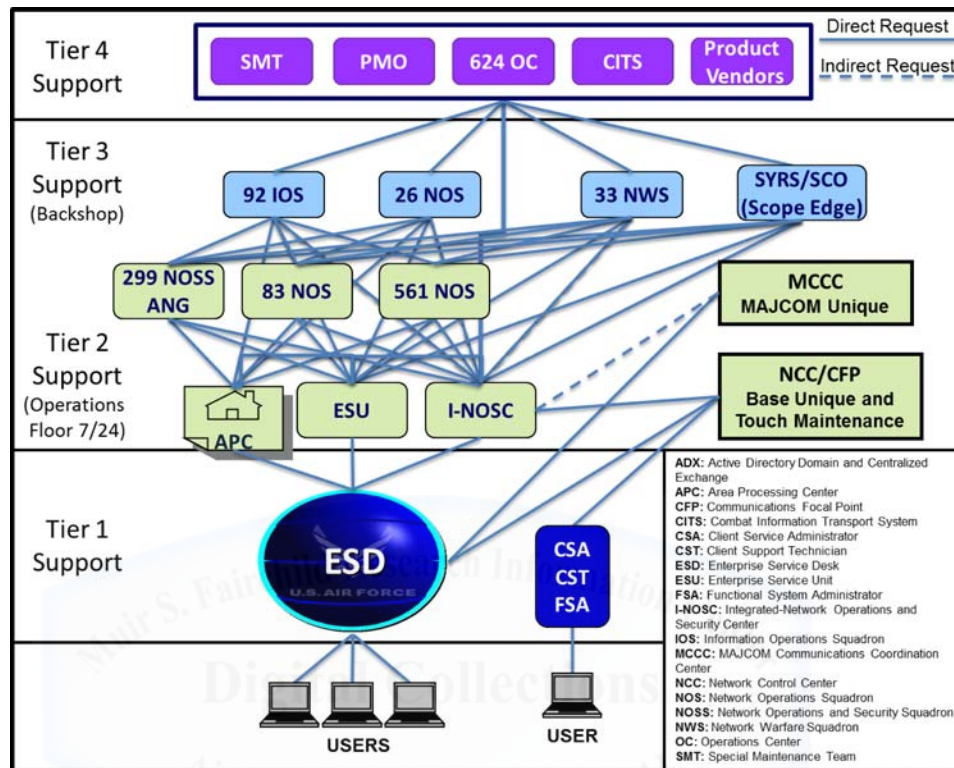 Tier 4
Support
SMT
PMO
624 OC
CITS
Product
Vendors
Direct Request
Indirect Request
Tier 3
Support
(Backshop)
92 IOS
26 NOS
33 NWS
SYRS/SCO
(Scope Edge)
299 NOSS
ANG
83 NOS
561 NOS
MCCC
MAJCOM Unique
Tier 2
Support
(Operations
Floor 7/24)
APC
ESU
I-NOSC
NCC/CFP
Base Unique and
Touch Maintenance
Tier 1
Support
ESD
U.S. AIR FORCE
CSA
CST
FSA
USERS
USER
ADX: Active Directory Domain and Centralized
Exchange
APC: Area Processing Center
CFP: Communications Focal Point
CITS: Combat Information Transport System
CSA: Client Service Administrator
CST: Client Support Technician
ESD: Enterprise Service Desk
ESU: Enterprise Service Unit
FSA: Functional System Administrator
I-NOSC: Integrated-Network Operations and
Security Center
IOS: Information Operations Squadron
MCCC: MAJCOM Communications Coordination
Center
NCC: Network Control Center
NOS: Network Operations Squadron
NOSS: Network Operations and Security Squadron
NWS: Network Warfare Squadron
OC: Operations Center
SMT: Special Maintenance Team
Muir S. Fairchild Research Information
Digital Collections